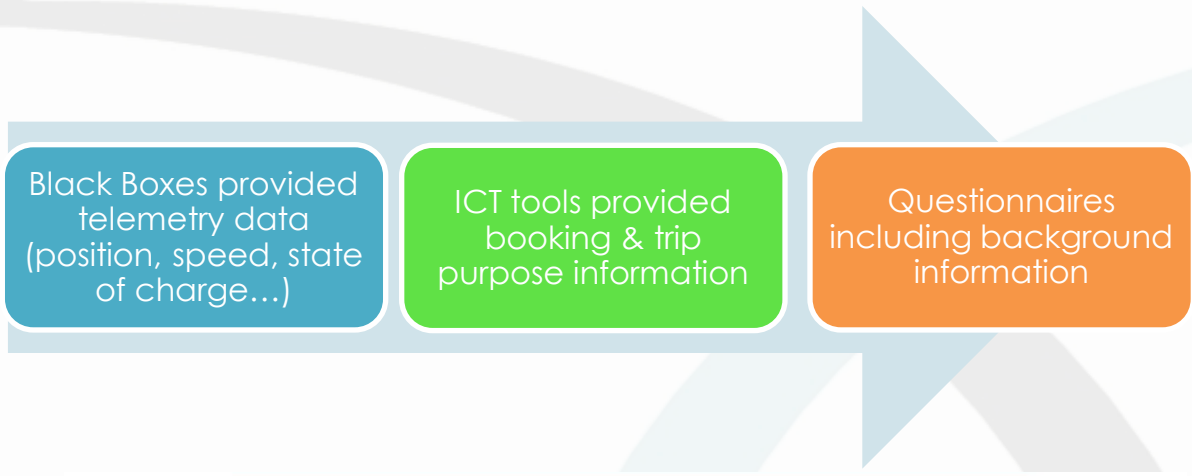 Black Boxes provided
telemetry data
(position, speed, state
of charge…)
ICT tools provided
booking & trip
purpose information
Questionnaires
including background
information